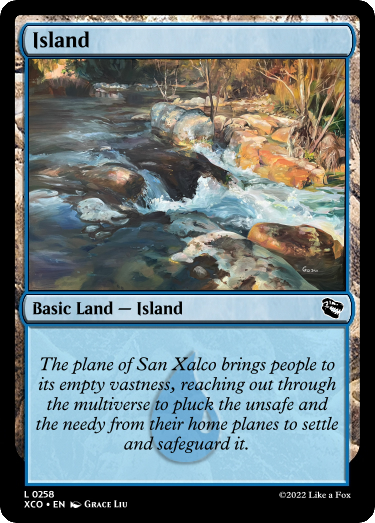 Island
Basic Land — Island
The plane of San Xalco brings people to
its empty vastness, reaching out through
the multiverse to pluck the unsafe and
the needy from their home planes to settle
and safeguard it.
L 0258
XCO • EN Grace Liu
©2022 Like a Fox